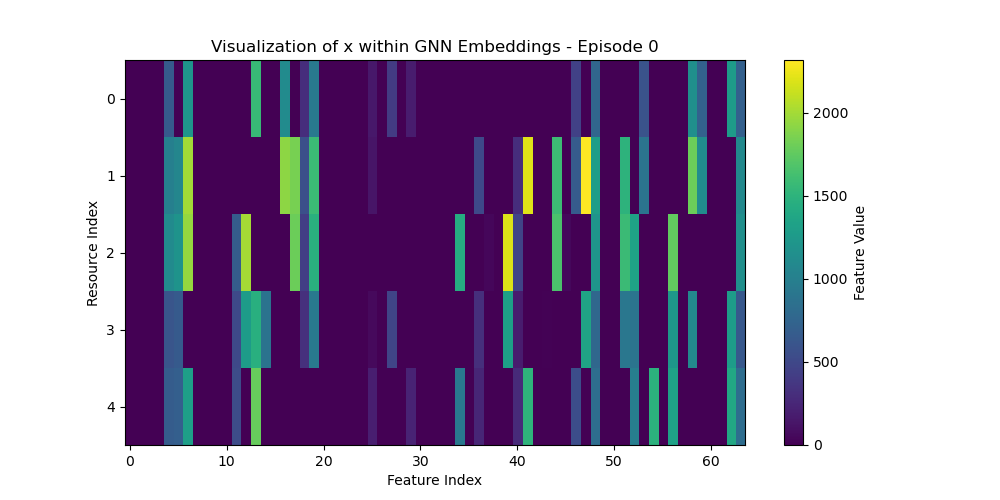 Visualization of x within GNN Embeddings - Episode 0
Resource Index
0
1
2
3
4
0 10 20 30 40 50 60
Feature Index
2000
1500
1000
500
0
Feature Value